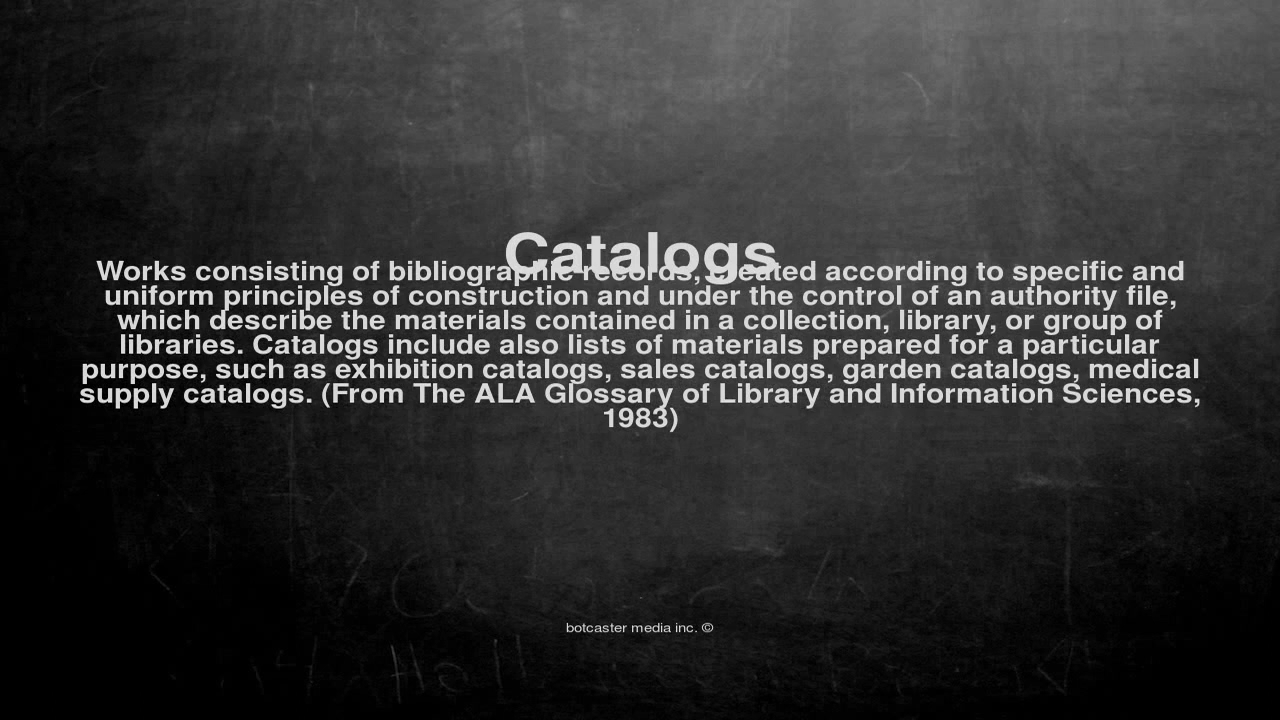 Catalogs
Works consisting of bibliographic records, created according to specific and
uniform principles of construction and under the control of an authority file,
which describe the materials contained in a collection, library, or group of
libraries. Catalogs include also lists of materials prepared for a particular
purpose, such as exhibition catalogs, sales catalogs, garden catalogs, medical
supply catalogs. (From The ALA Glossary of Library and Information Sciences,
1983)
botcaster media inc. ©